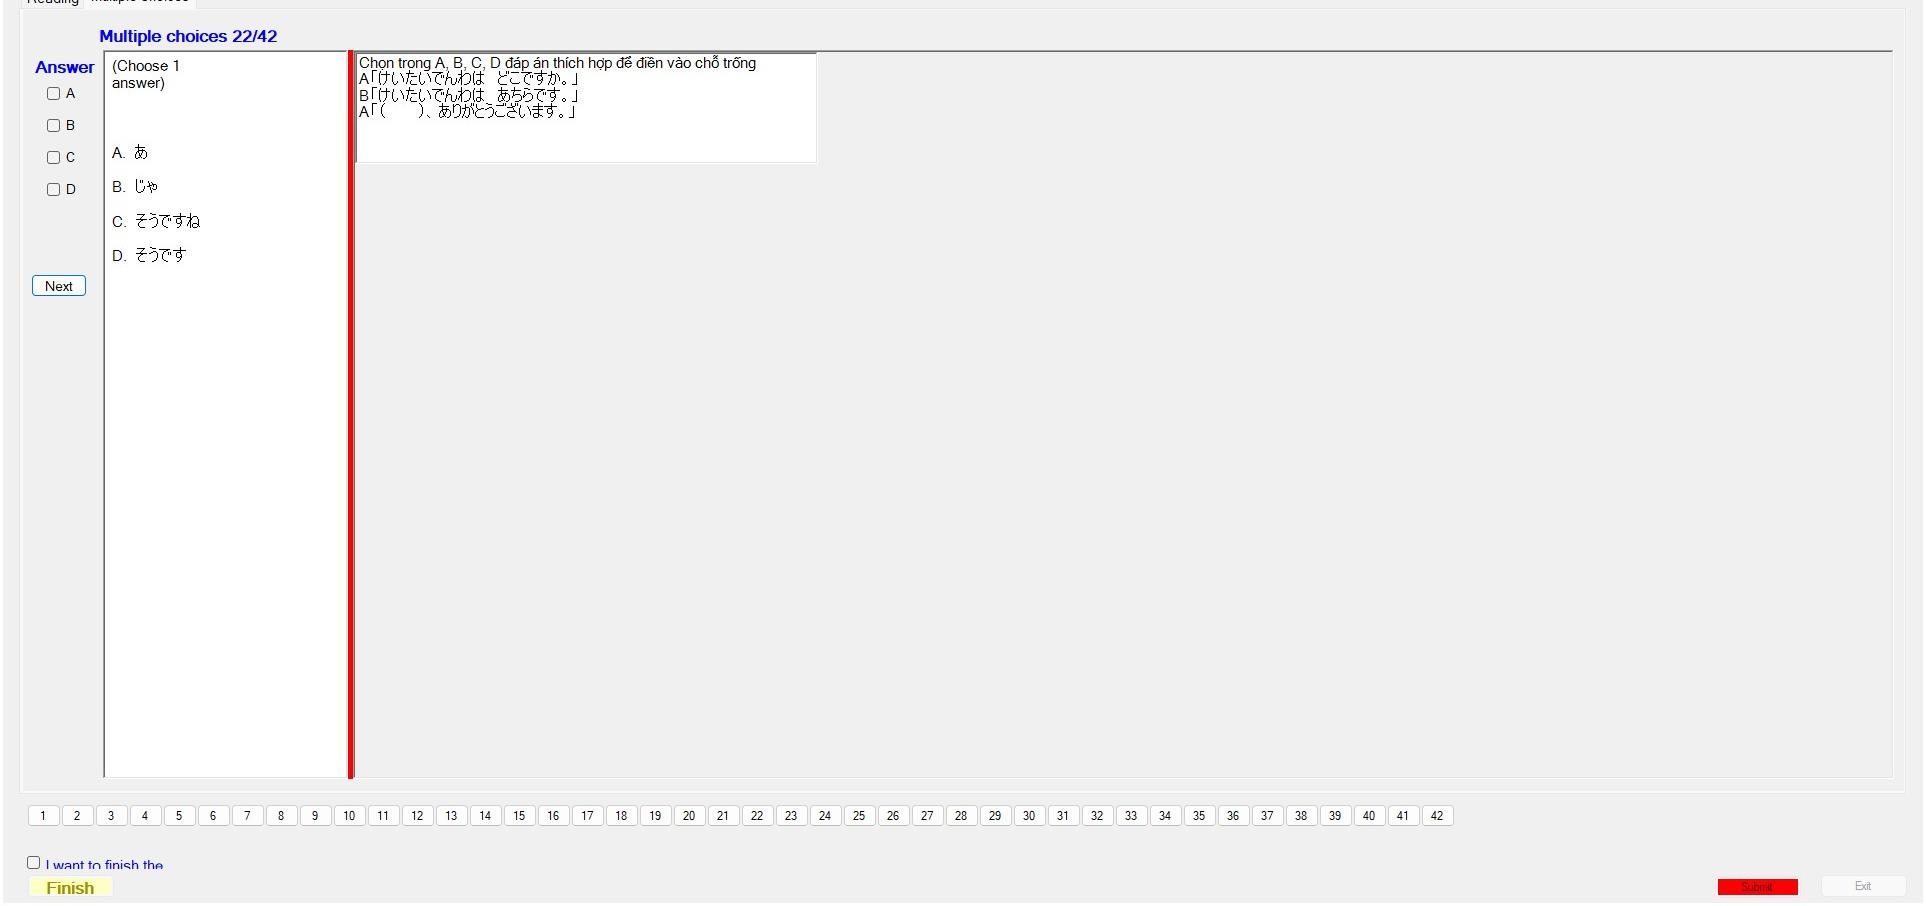 Reading
Multiple choices 22/42
Answer
A
B
C
D
Next
(Choose 1
answer)
A. あ
B. じゃ
C. そうですね
D. そうです
Chọn trong A, B, C, D đáp án thích hợp để điền vào chỗ trống
A「けいたいでんわは　どこですか。」
B「けいたいでんわは　あちらです。」
A「（　　）、ありがとうございます。」
1 2 3 4 5 6 7 8 9 10 11 12 13 14 15 16 17 18 19 20 21 22 23 24 25 26 27 28 29 30 31 32 33 34 35 36 37 38 39 40 41 42
I want to finish the
Finish
Submit
Exit